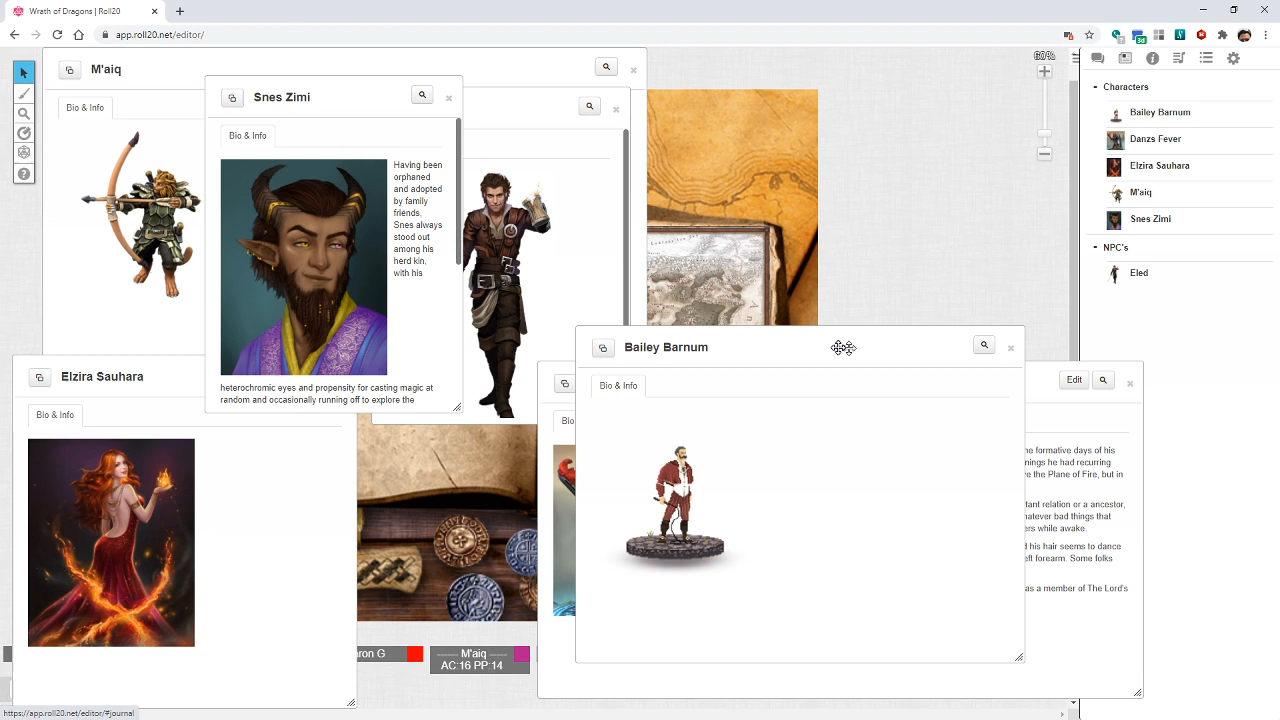 Wrath of Dragons | Roll20
app.roll20.net/editor/
M'aiq
Bio & Info
Snes Zimi
Bio & Info
Having been
orphaned
and adopted
by family
friends,
Snes always
stood out
among his
herd kin,
with his
heterochromic eyes and propensity for casting magic at
random and occasionally running off to explore the
60%
Characters
Bailey Barnum
Danzs Fever
Elzira Sauhara
M'aiq
Snes Zimi
NPC's
Eled
Elzira Sauhara
Bio & Info
Bailey Barnum
Bio & Info
Bio
Edit
he formative days of his
nings he had recurring
e the Plane of Fire, but in
tant relation or a ancestor,
hatever bad things that
ers while awake.
d his hair seems to dance
eft forearm. Some folks
as a member of The Lord's
aron G
M'aiq
AC:16 PP:14
https://app.roll20.net/editor/#journal